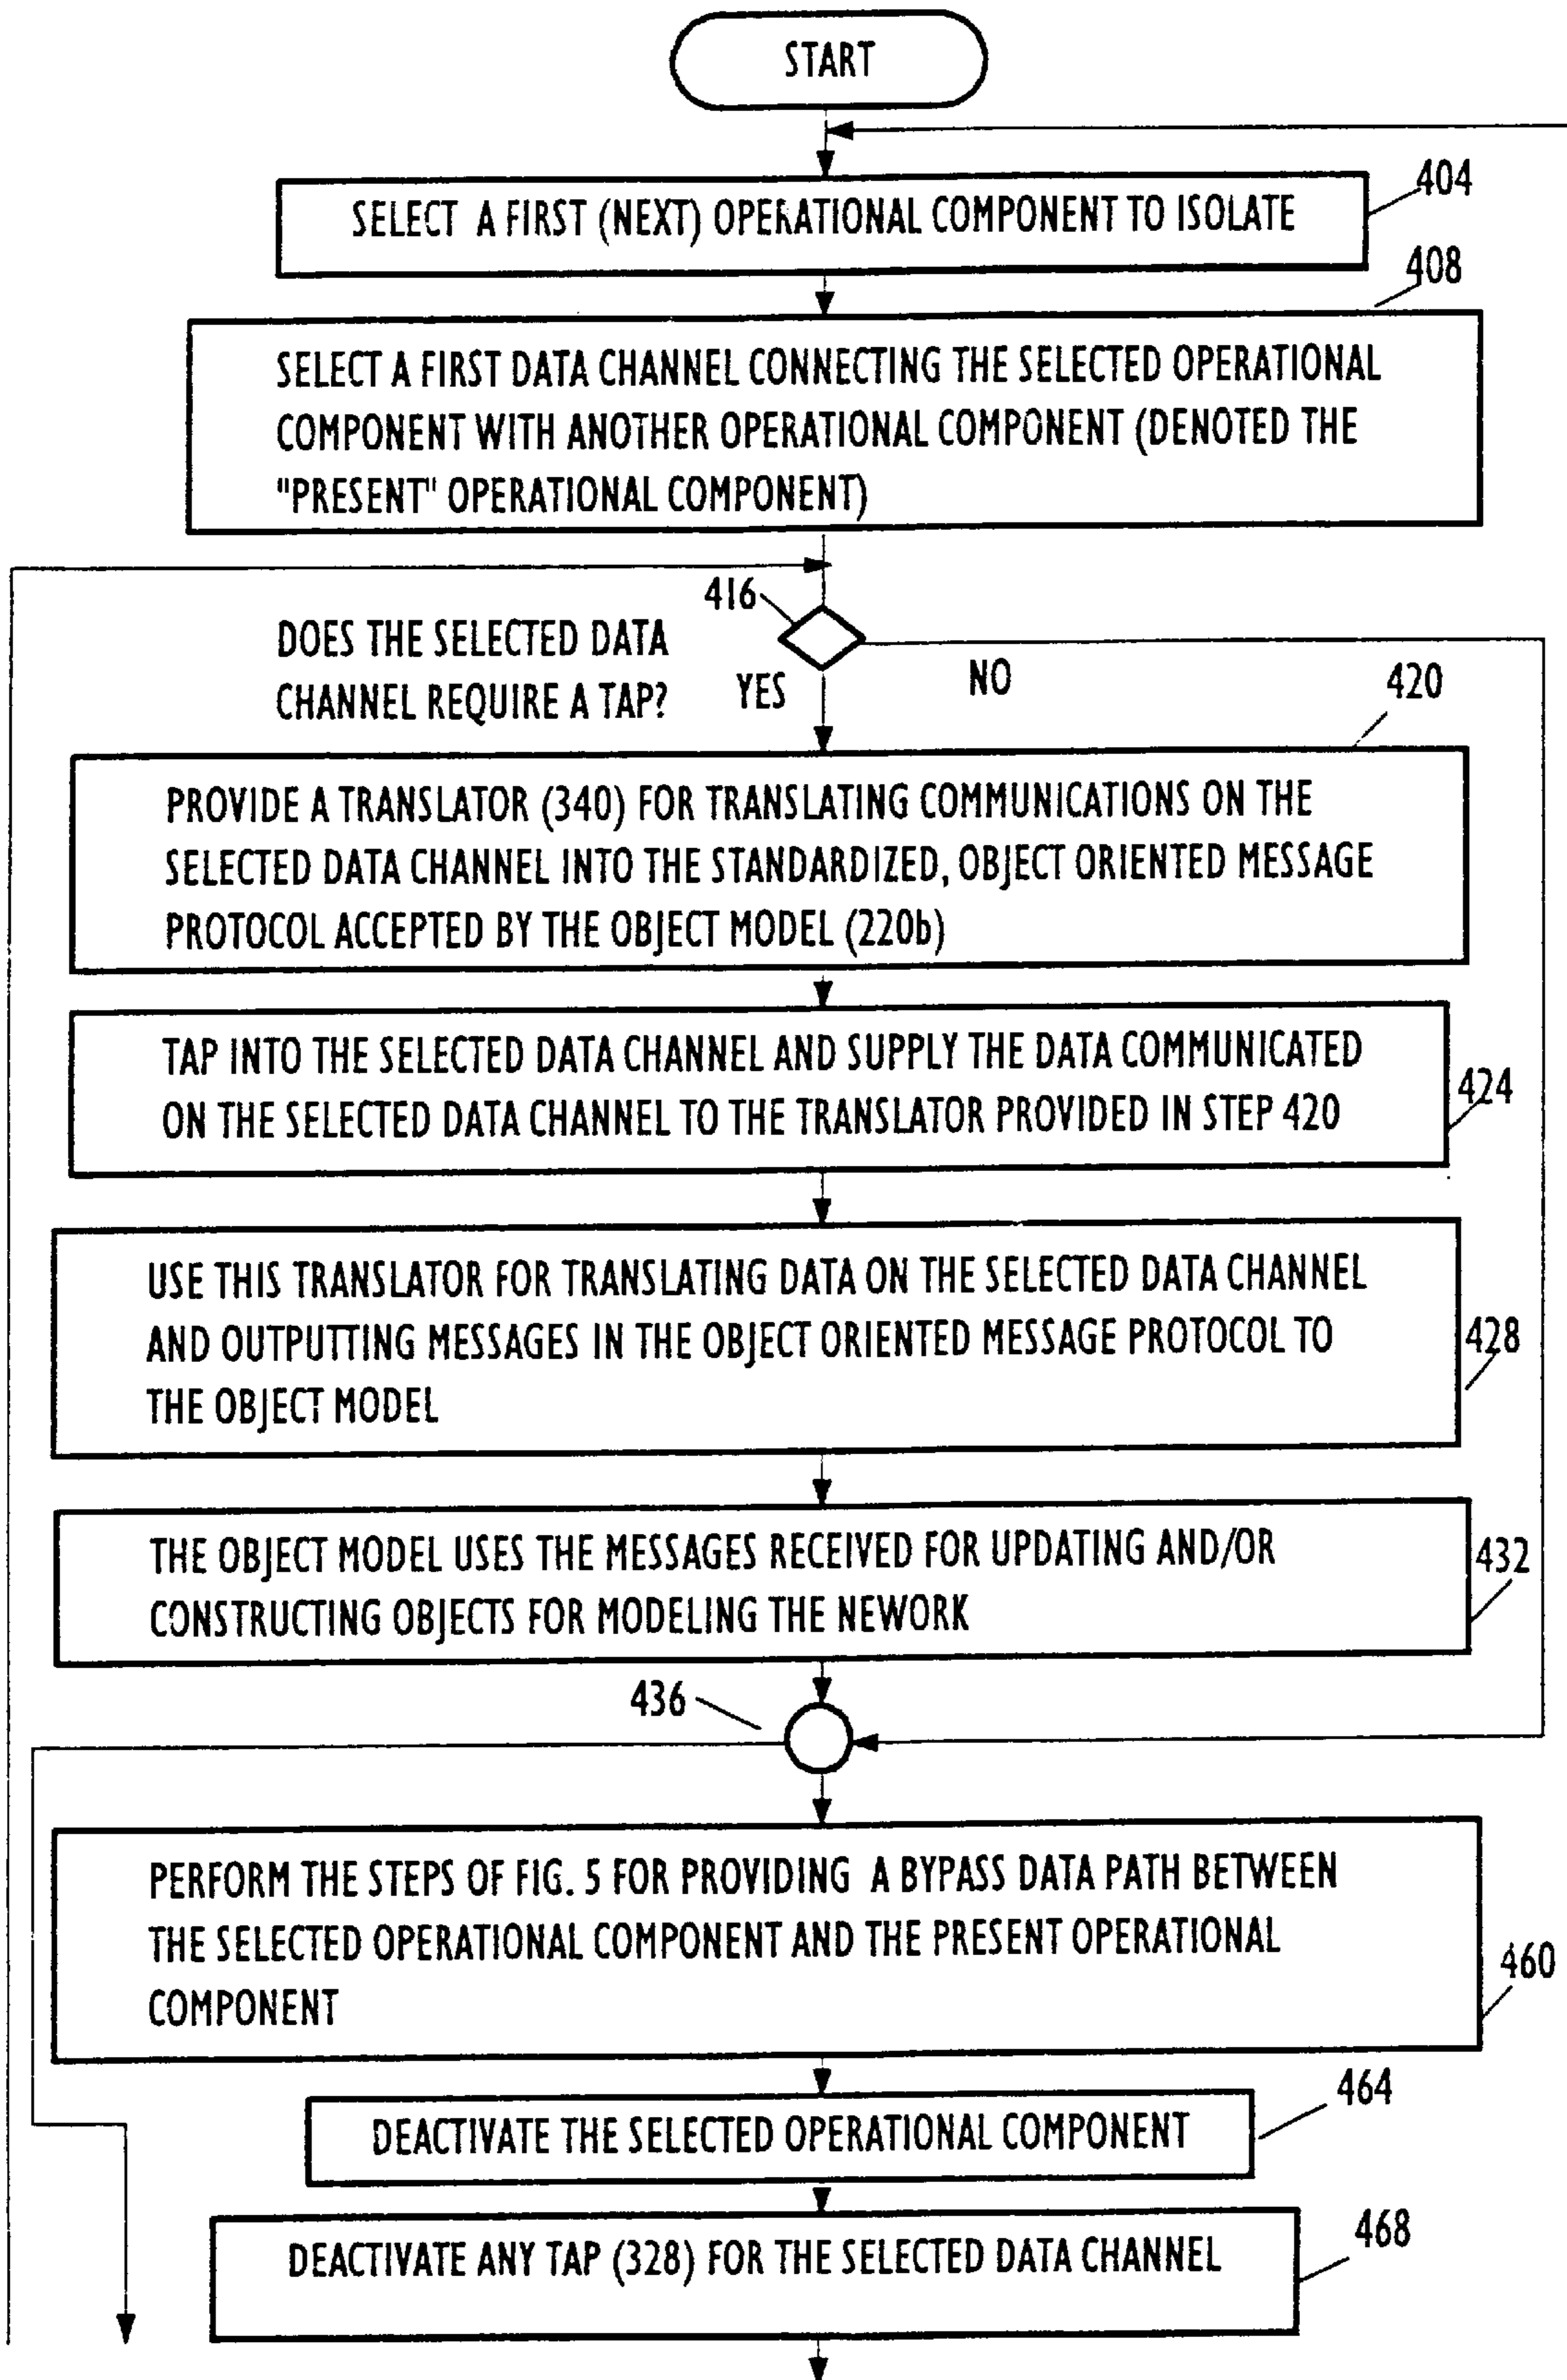 START
404
SELECT A FIRST (NEXT) OPERATIONAL COMPONENT TO ISOLATE
408
SELECT A FIRST DATA CHANNEL CONNECTING THE SELECTED OPERATIONAL
COMPONENT WITH ANOTHER OPERATIONAL COMPONENT (DENOTED THE
"PRESENT" OPERATIONAL COMPONENT)
416
DOES THE SELECTED DATA
CHANNEL REQUIRE A TAP?
YES
NO
420
PROVIDE A TRANSLATOR (340) FOR TRANSLATING COMMUNICATIONS ON THE
SELECTED DATA CHANNEL INTO THE STANDARDIZED, OBJECT ORIENTED MESSAGE
PROTOCOL ACCEPTED BY THE OBJECT MODEL (220b)
TAP INTO THE SELECTED DATA CHANNEL AND SUPPLY THE DATA COMMUNICATED
ON THE SELECTED DATA CHANNEL TO THE TRANSLATOR PROVIDED IN STEP 420
424
USE THIS TRANSLATOR FOR TRANSLATING DATA ON THE SELECTED DATA CHANNEL
AND OUTPUTTING MESSAGES IN THE OBJECT ORIENTED MESSAGE PROTOCOL TO
THE OBJECT MODEL
428
THE OBJECT MODEL USES THE MESSAGES RECEIVED FOR UPDATING AND/OR
CONSTRUCTING OBJECTS FOR MODELING THE NEWORK
432
436
PERFORM THE STEPS OF FIG. 5 FOR PROVIDING A BYPASS DATA PATH BETWEEN
THE SELECTED OPERATIONAL COMPONENT AND THE PRESENT OPERATIONAL
COMPONENT
460
464
DEACTIVATE THE SELECTED OPERATIONAL COMPONENT
468
DEACTIVATE ANY TAP (328) FOR THE SELECTED DATA CHANNEL